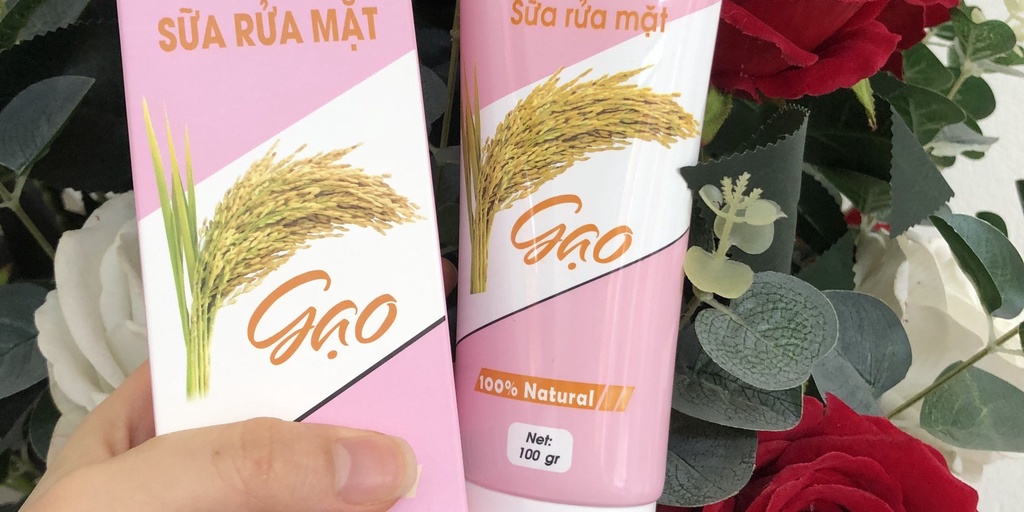 SỮA RỬA MẶT
Gạo
Sữa rửa mặt
Gạo
100% Natural
Net:
100 gr